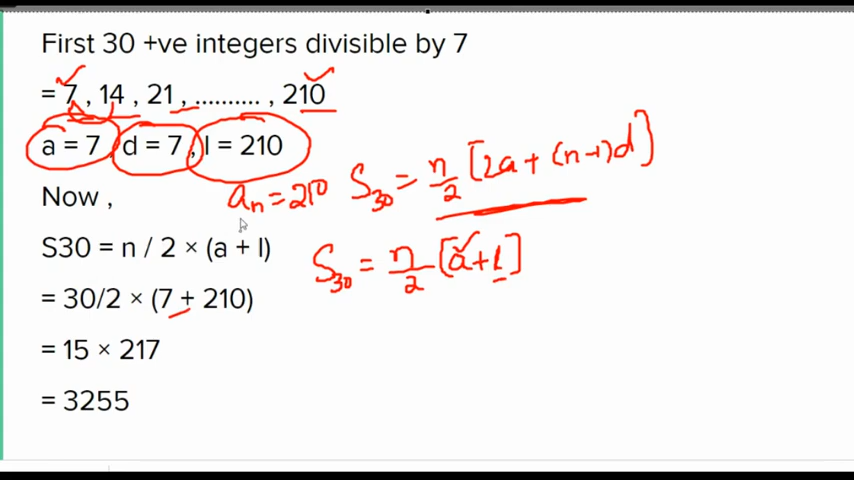 First 30 +ve integers divisible by 7
= 7 , 14 , 21 , .......... , 210
a = 7 , d = 7 , l = 210
Now ,
aₙ = 210
S₃₀ = n/2 [2a + (n-1)d]
S30 = n / 2 × (a + l)
S₃₀ = n/2 [a + l]
= 30/2 × (7 + 210)
= 15 × 217
= 3255